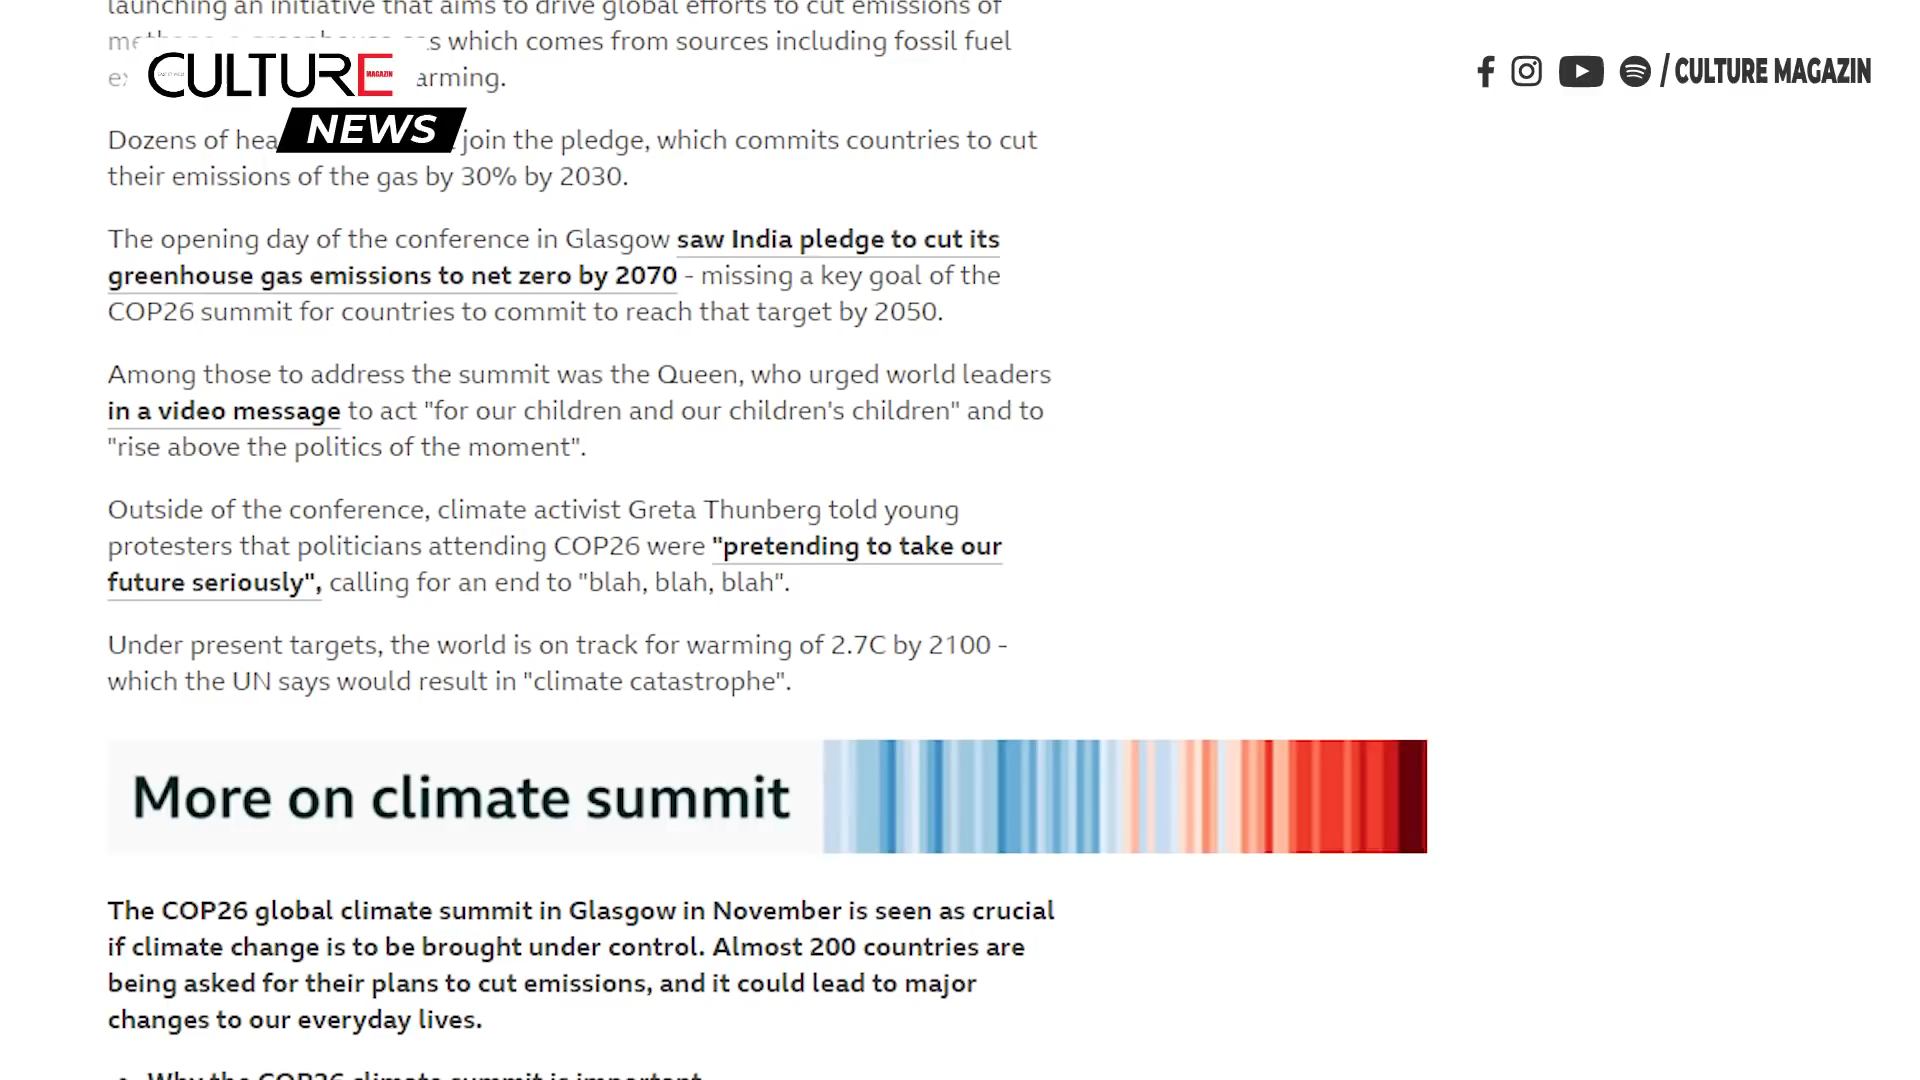 launching an initiative that aims to drive global efforts to cut emissions of
which comes from sources including fossil fuel
CULTURE
MAGAZIN
NEWS
/ CULTURE MAGAZIN
arming.
Dozens of hea join the pledge, which commits countries to cut
their emissions of the gas by 30% by 2030.
The opening day of the conference in Glasgow saw India pledge to cut its
greenhouse gas emissions to net zero by 2070 - missing a key goal of the
COP26 summit for countries to commit to reach that target by 2050.
Among those to address the summit was the Queen, who urged world leaders
in a video message to act "for our children and our children's children" and to
"rise above the politics of the moment".
Outside of the conference, climate activist Greta Thunberg told young
protesters that politicians attending COP26 were "pretending to take our
future seriously", calling for an end to "blah, blah, blah".
Under present targets, the world is on track for warming of 2.7C by 2100 -
which the UN says would result in "climate catastrophe".
More on climate summit
The COP26 global climate summit in Glasgow in November is seen as crucial
if climate change is to be brought under control. Almost 200 countries are
being asked for their plans to cut emissions, and it could lead to major
changes to our everyday lives.
Why the COP26 climate summit is important